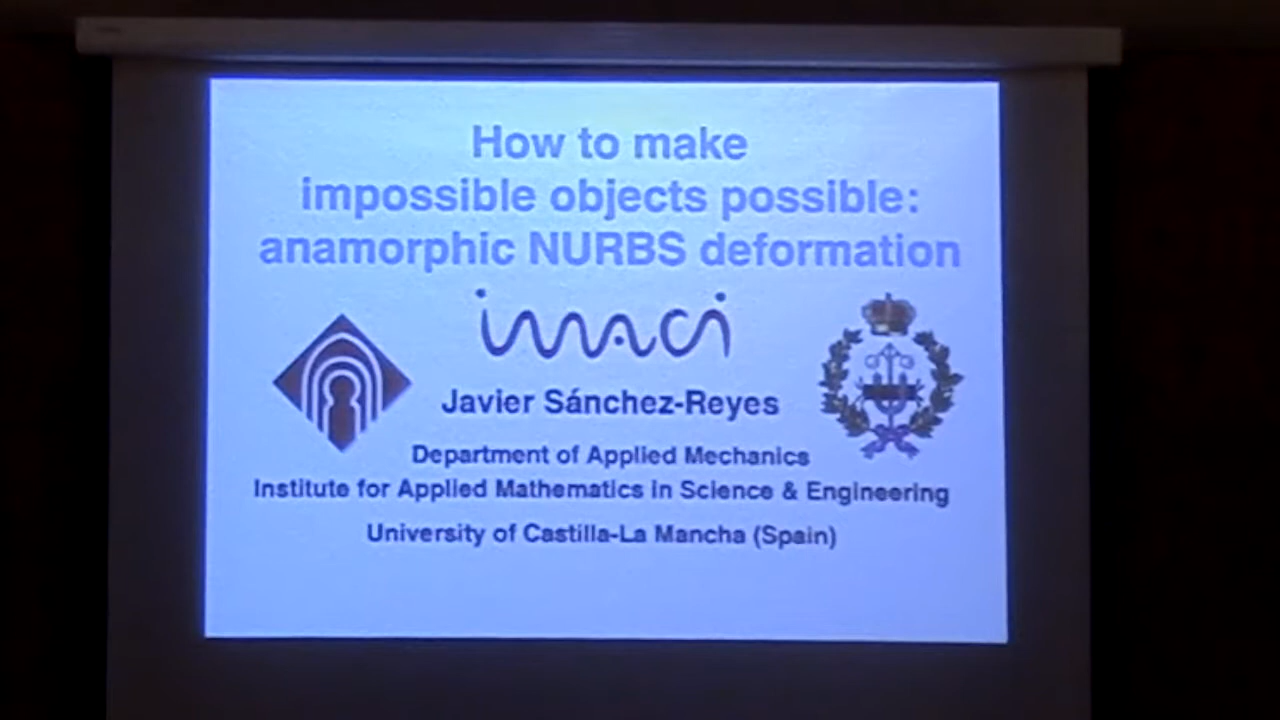 How to make
impossible objects possible:
anamorphic NURBS deformation
imaci
Javier Sánchez-Reyes
Department of Applied Mechanics
Institute for Applied Mathematics in Science & Engineering
University of Castilla-La Mancha (Spain)